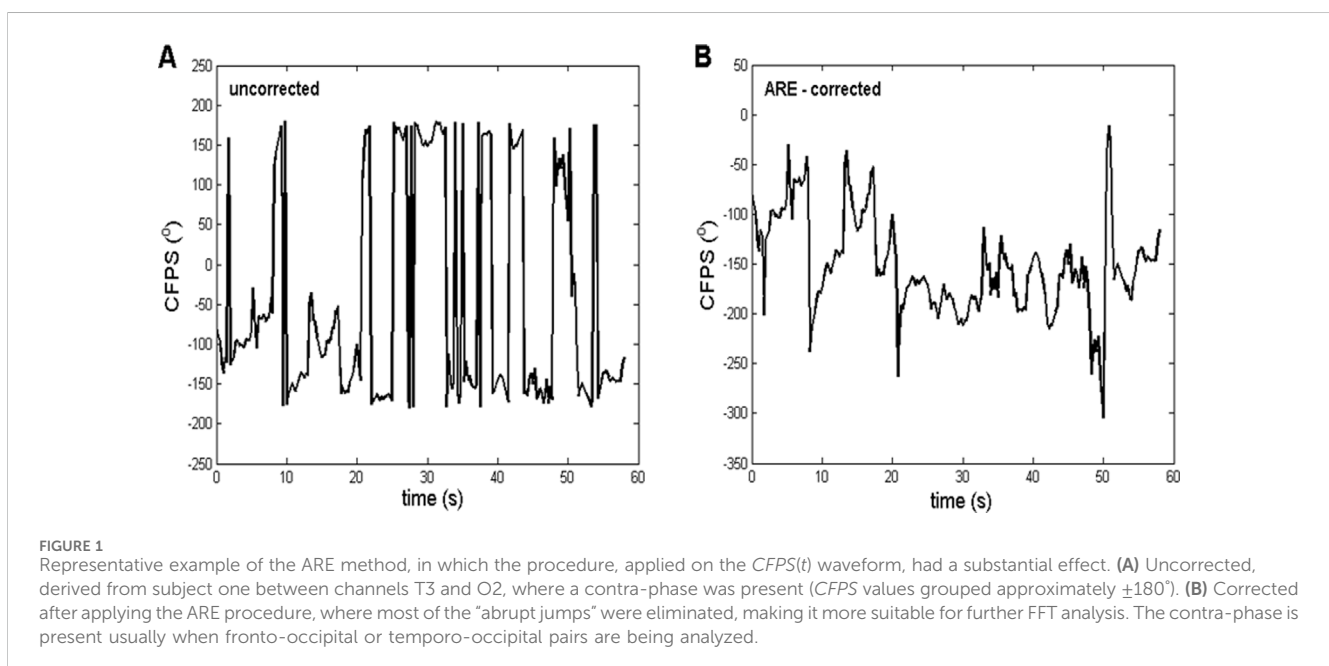 A
B
uncorrected
ARE - corrected
250
200
150
100
50
0
-50
-100
-150
-200
-250
CFPS (°)
0 10 20 30 40 50 60
time (s)
50
0
-50
-100
-150
-200
-250
-300
-350
CFPS (°)
0 10 20 30 40 50 60
time (s)
FIGURE 1
Representative example of the ARE method, in which the procedure, applied on the CFPS(t) waveform, had a substantial effect. (A) Uncorrected,
derived from subject one between channels T3 and O2, where a contra-phase was present (CFPS values grouped approximately ±180°). (B) Corrected
after applying the ARE procedure, where most of the “abrupt jumps” were eliminated, making it more suitable for further FFT analysis. The contra-phase is
present usually when fronto-occipital or temporo-occipital pairs are being analyzed.